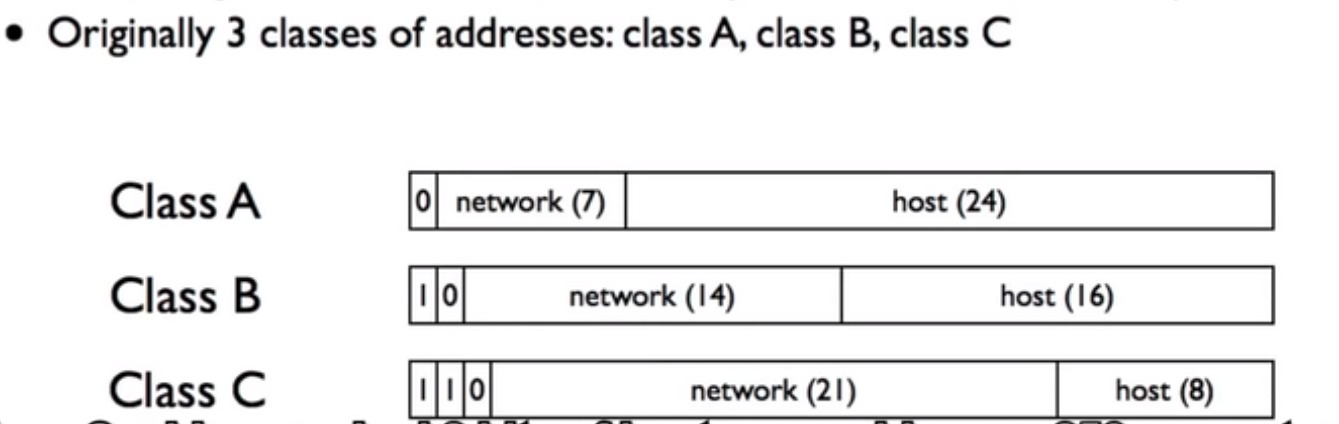 • Originally 3 classes of addresses: class A, class B, class C
Class A 0 network (7) host (24)
Class B 1 0 network (14) host (16)
Class C 1 1 0 network (21) host (8)